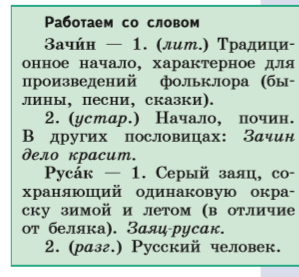 Работаем со словом
Зачи́н — 1. (лит.) Традици-
онное начало, характерное для
произведений фольклора (бы-
лины, песни, сказки).
2. (устар.) Начало, почин.
В других пословицах: Зачин
дело красит.
Руса́к — 1. Серый заяц, со-
храняющий одинаковую окра-
ску зимой и летом (в отличие
от беляка). Заяц-русак.
2. (разг.) Русский человек.